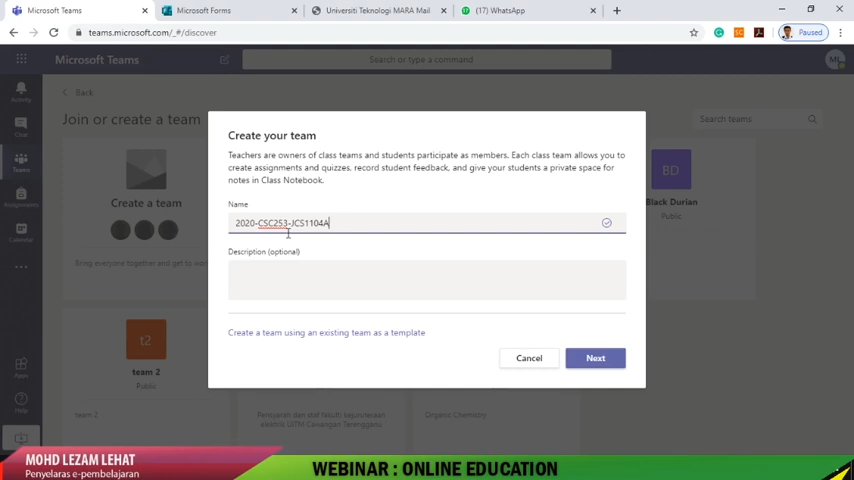 Microsoft Teams
Microsoft Forms
Universiti Teknologi MARA Mail
(17) WhatsApp
teams.microsoft.com/_#/discover
Paused
Microsoft Teams
Search or type a command
ML
Activity
Back
Join or create a team
Search teams
Chat
Teams
Create a team
Bring everyone together and get to wor
Assignments
Calendar
BD
Black Durian
Public
Create your team
Teachers are owners of class teams and students participate as members. Each class team allows you to
create assignments and quizzes, record student feedback, and give your students a private space for
notes in Class Notebook.
Name
2020-CSC253-JCS1104A
Description (optional)
Create a team using an existing team as a template
Cancel
Next
t2
team 2
Public
team 2
Penyelaras dan staf fakulti kejuruteraan
elektrik UiTM Cawangan Terengganu
Organic Chemistry
Apps
Help
MOHD LEZAM LEHAT
Penyelaras e-pembelajaran
WEBINAR : ONLINE EDUCATION